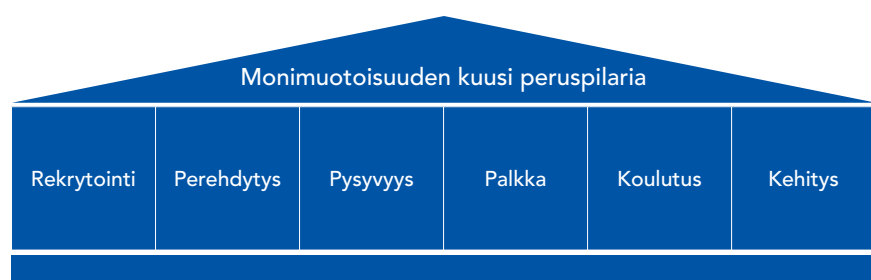 Monimuotoisuuden kuusi peruspilaria
Rekrytointi Perehdytys Pysyvyys Palkka Koulutus Kehitys